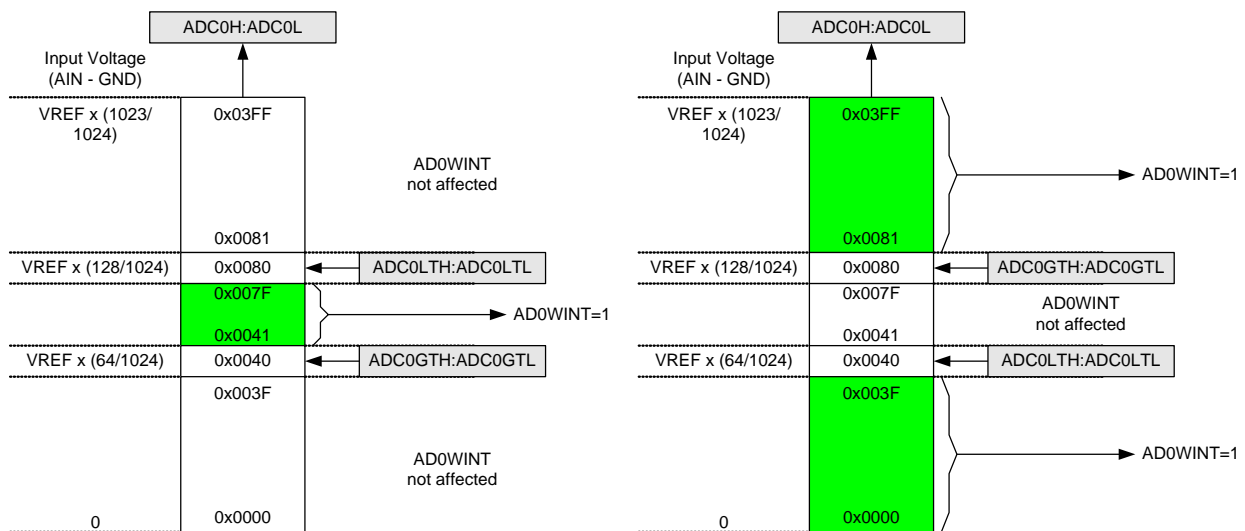 ADC0H:ADC0L
Input Voltage
(AIN - GND)
VREF x (1023/
1024)
0x03FF
AD0WINT
not affected
0x0081
VREF x (128/1024)
0x0080
ADC0LTH:ADC0LTL
0x007F
AD0WINT=1
0x0041
VREF x (64/1024)
0x0040
ADC0GTH:ADC0GTL
0x003F
AD0WINT
not affected
0
0x0000
ADC0H:ADC0L
Input Voltage
(AIN - GND)
VREF x (1023/
1024)
0x03FF
AD0WINT=1
0x0081
VREF x (128/1024)
0x0080
ADC0GTH:ADC0GTL
0x007F
AD0WINT
not affected
0x0041
VREF x (64/1024)
0x0040
ADC0LTH:ADC0LTL
0x003F
AD0WINT=1
0
0x0000